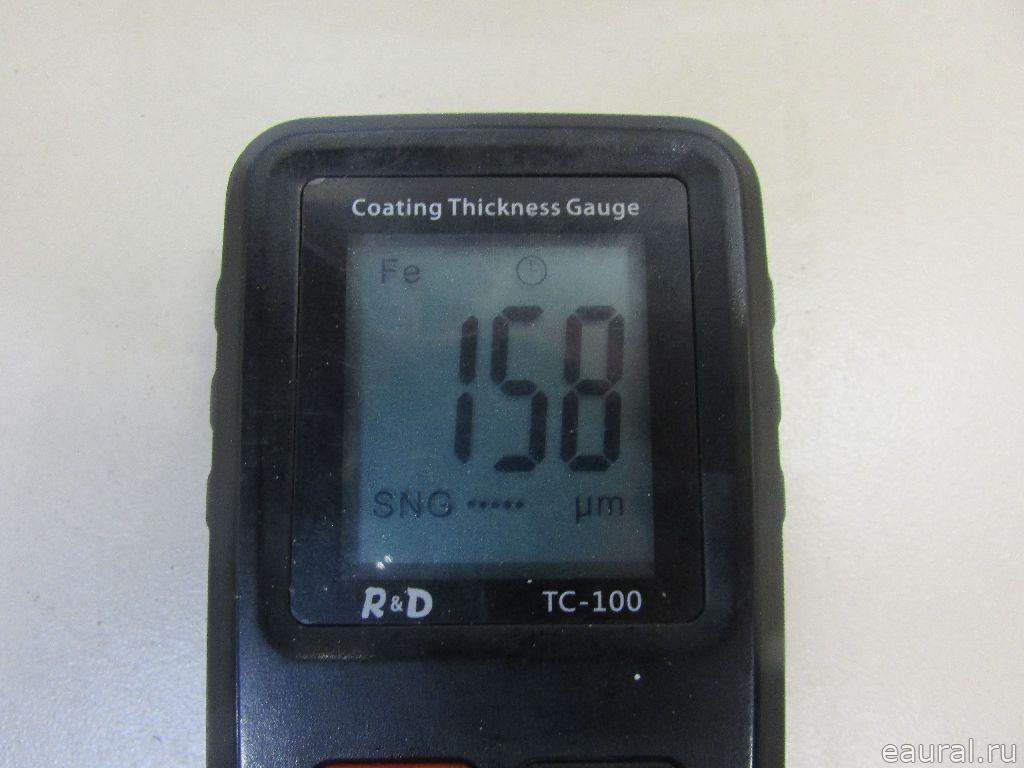 Coating Thickness Gauge
Fe
158
SNG ····· µm
R&D TC-100
eaural.ru